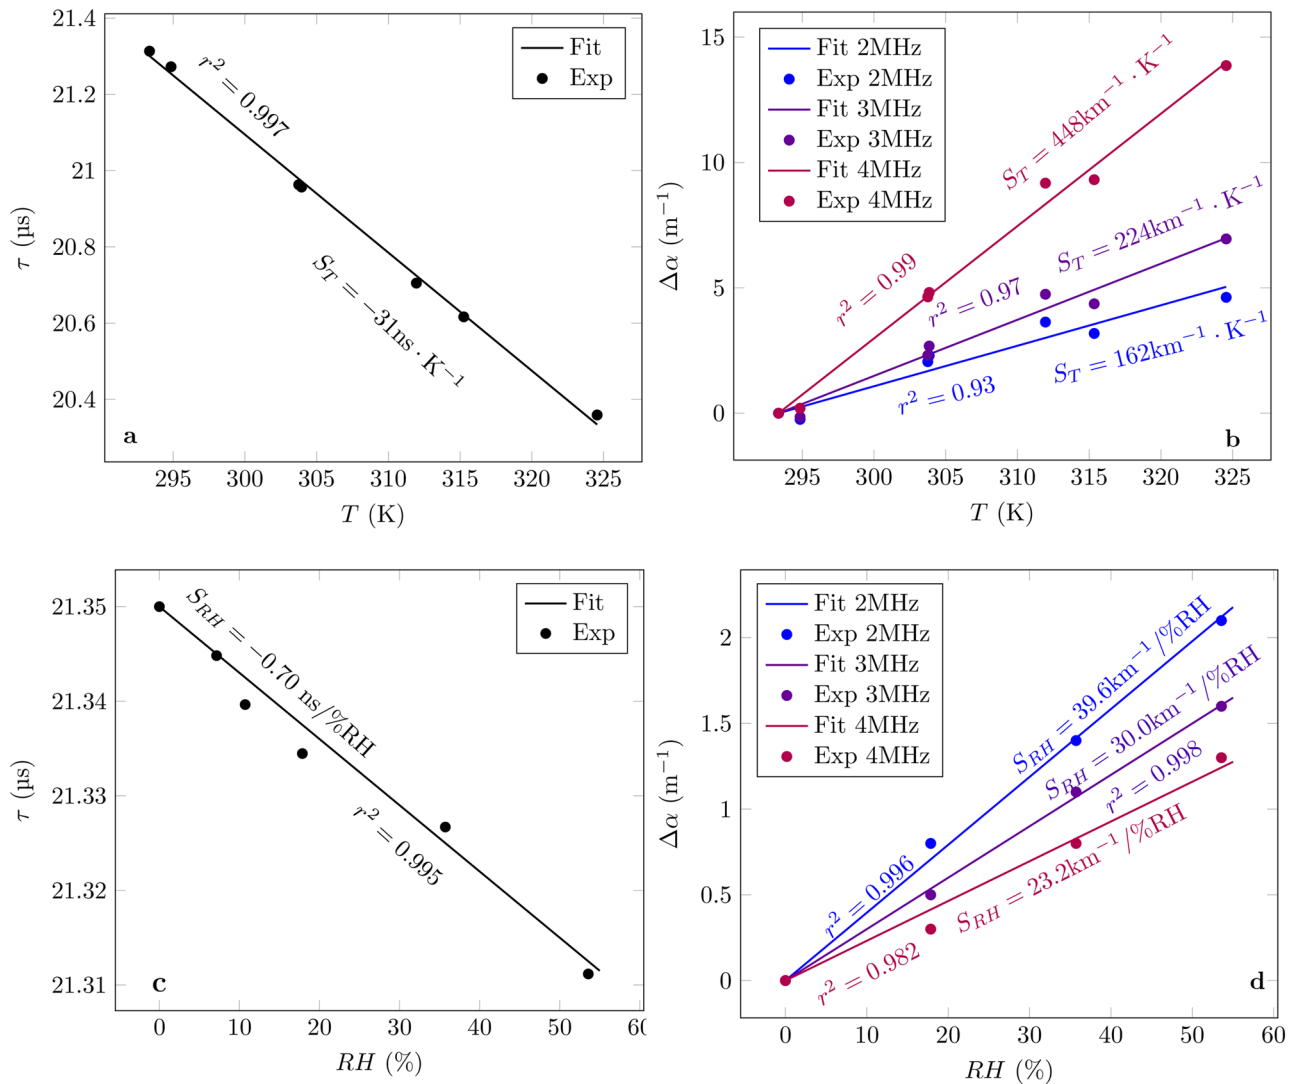 21.4
21.2
21
20.8
20.6
20.4
τ (µs)
Fit
Exp
r² = 0.997
S_T = −31ns · K⁻¹
a
295 300 305 310 315 320 325
T (K)
15
10
5
0
Δα (m⁻¹)
Fit 2MHz
Exp 2MHz
Fit 3MHz
Exp 3MHz
Fit 4MHz
Exp 4MHz
S_T = 448km⁻¹ · K⁻¹
S_T = 224km⁻¹ · K⁻¹
r² = 0.99
r² = 0.97
S_T = 162km⁻¹ · K⁻¹
r² = 0.93
b
295 300 305 310 315 320 325
T (K)
21.35
21.34
21.33
21.32
21.31
τ (µs)
Fit
Exp
S_RH = −0.70 ns/%RH
r² = 0.995
c
0 10 20 30 40 50 60
RH (%)
2
1.5
1
0.5
0
Δα (m⁻¹)
Fit 2MHz
Exp 2MHz
Fit 3MHz
Exp 3MHz
Fit 4MHz
Exp 4MHz
S_RH = 39.6km⁻¹/%RH
S_RH = 30.0km⁻¹/%RH
r² = 0.998
r² = 0.996
S_RH = 23.2km⁻¹/%RH
r² = 0.982
d
0 10 20 30 40 50 60
RH (%)